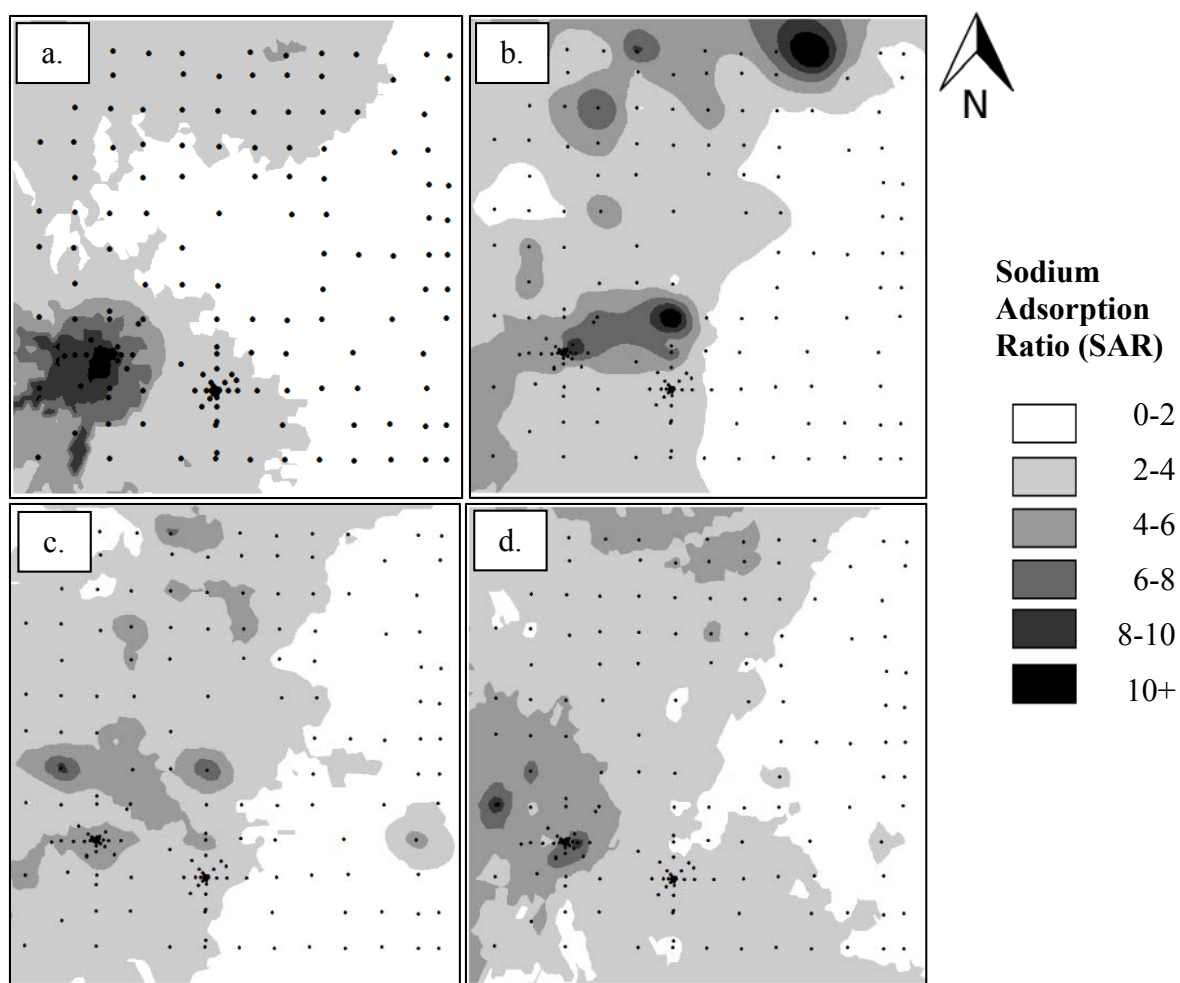 a.
b.
N
c.
d.
Sodium
Adsorption
Ratio (SAR)
0-2
2-4
4-6
6-8
8-10
10+